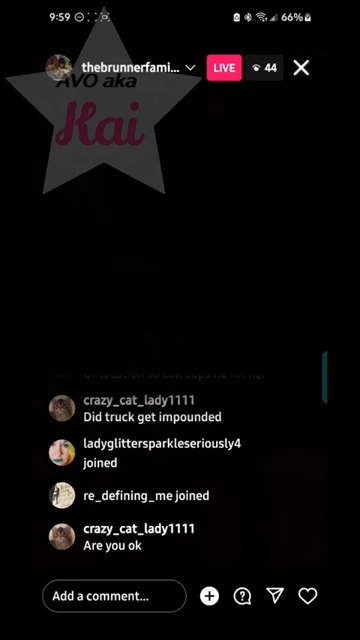 9:59
66%
thebrunnerfami...
LIVE
44
AVO aka
Kai
crazy_cat_lady1111
Did truck get impounded
ladyglittersparkleseriously4
joined
re_defining_me joined
crazy_cat_lady1111
Are you ok
Add a comment...